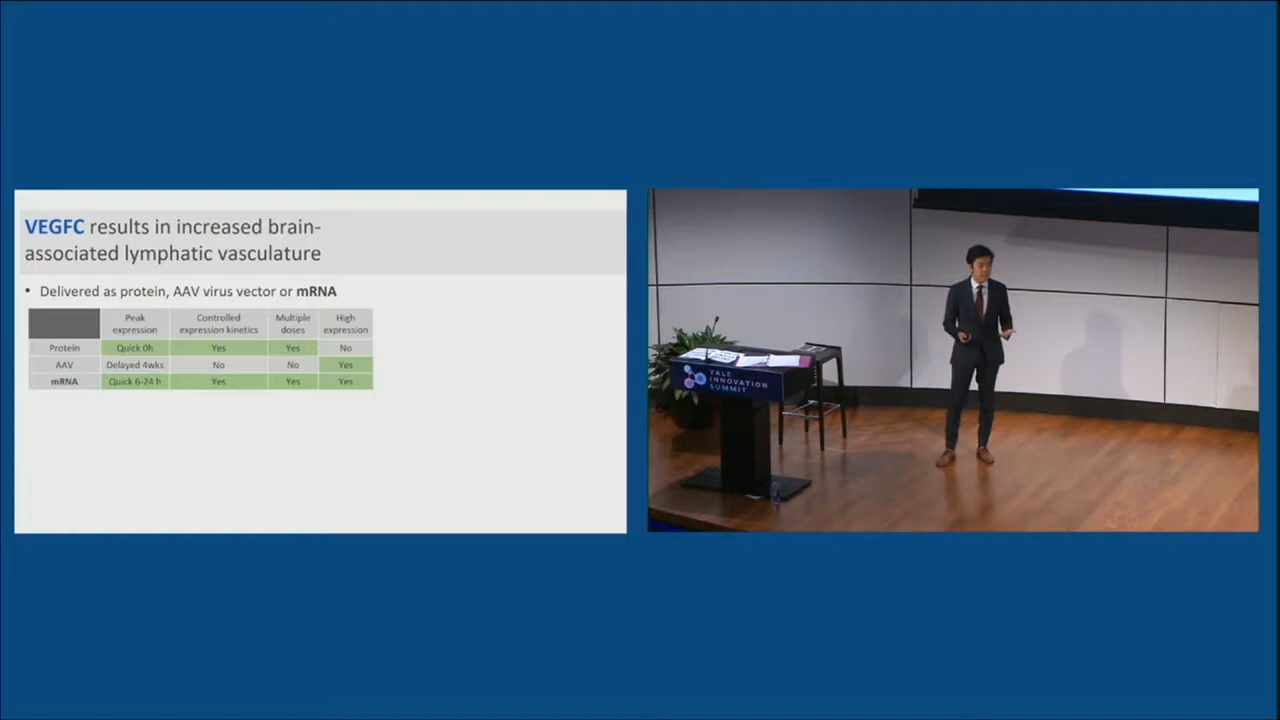 VEGFC results in increased brain-
associated lymphatic vasculature
• Delivered as protein, AAV virus vector or mRNA
Peak expression Controlled expression kinetics Multiple doses High expression
Protein Quick 0h Yes Yes No
AAV Delayed 4wks No No Yes
mRNA Quick 6-24 h Yes Yes Yes
YALE
INNOVATION
SUMMIT